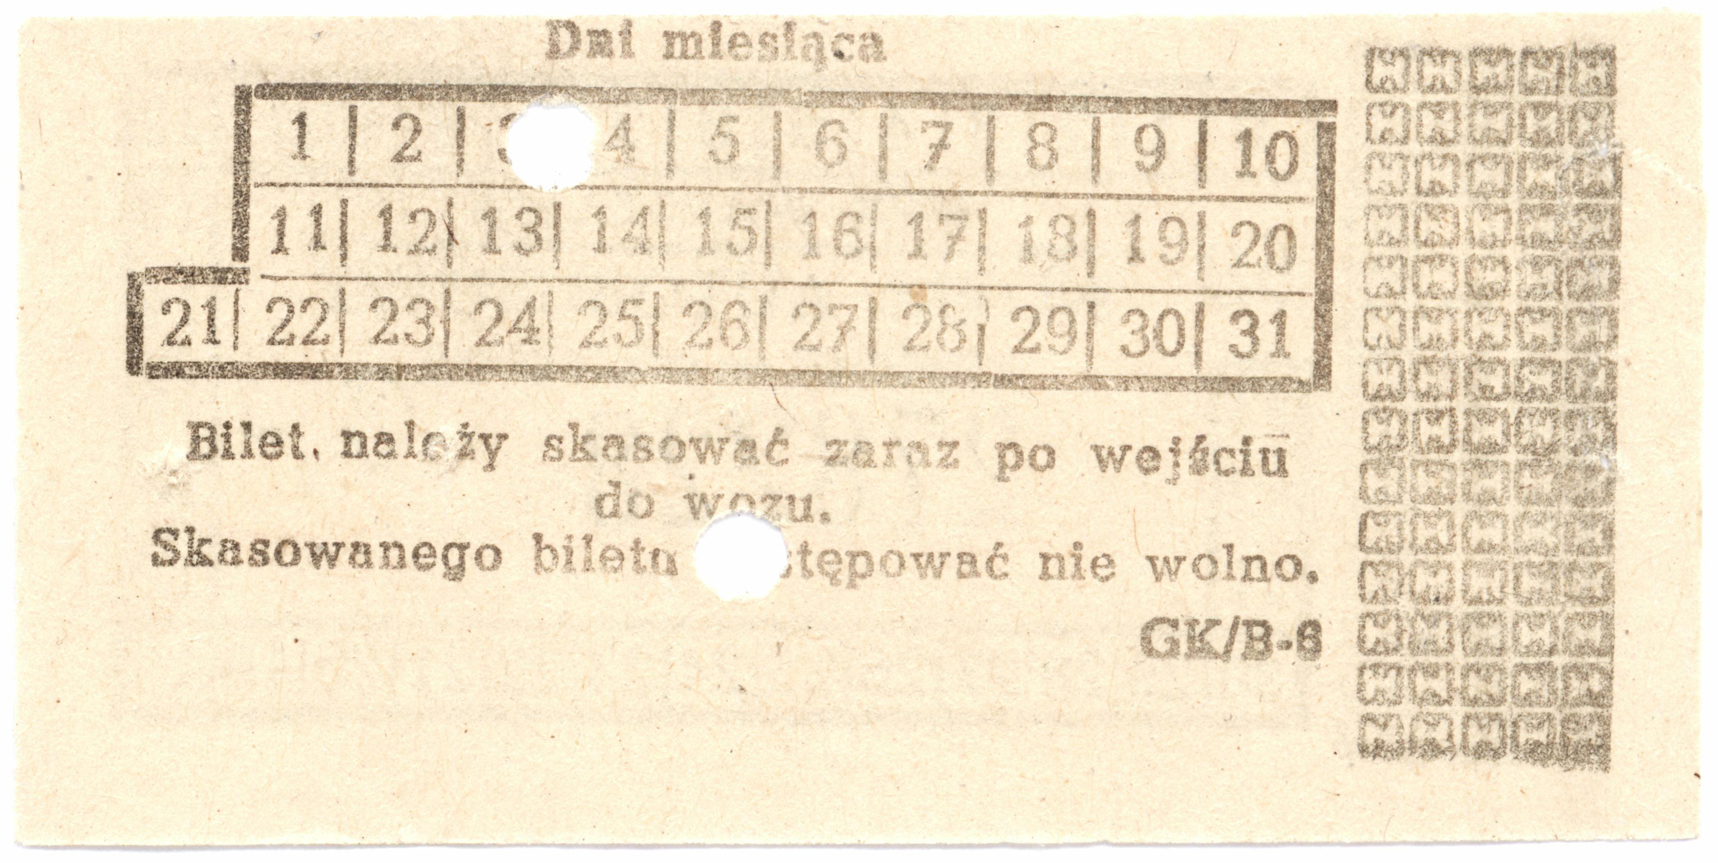 Dni miesiąca
1 | 2 | 3 4 | 5 | 6 | 7 | 8 | 9 | 10
11 | 12 | 13 | 14 | 15 | 16 | 17 | 18 | 19 | 20
21 | 22 | 23 | 24 | 25 | 26 | 27 | 28 | 29 | 30 | 31
Bilet należy skasować zaraz po wejściu
do wozu.
Skasowanego biletu nie wolno.
GK/B-6